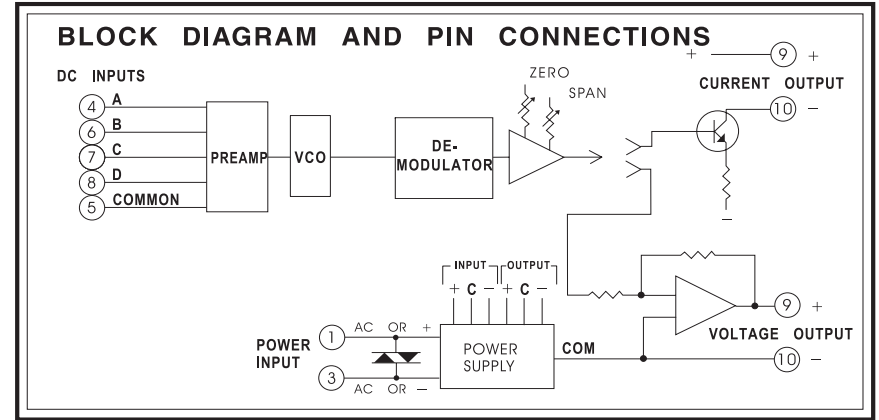 BLOCK DIAGRAM AND PIN CONNECTIONS
DC INPUTS
4 A
6 B
7 C
8 D
5 COMMON
PREAMP
VCO
DE-
MODULATOR
ZERO
SPAN
+ 9 +
CURRENT OUTPUT
10 −
−
INPUT OUTPUT
+ C − + C −
POWER
INPUT
1 AC OR +
3 AC OR −
POWER
SUPPLY
COM
9 +
VOLTAGE OUTPUT
10 −